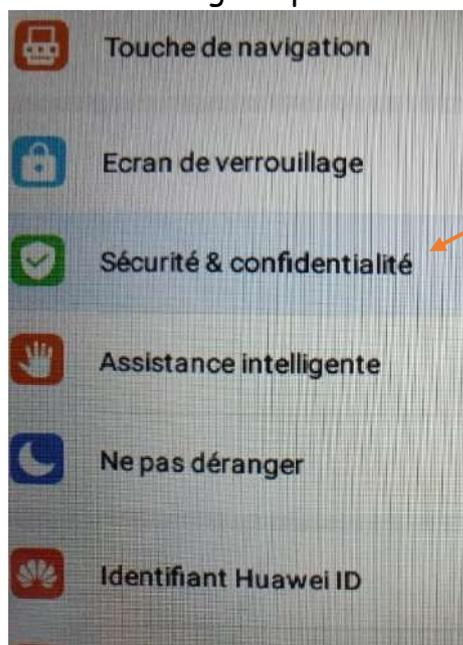 Touche de navigation
Ecran de verrouillage
Sécurité & confidentialité
Assistance intelligente
Ne pas déranger
Identifiant Huawei ID